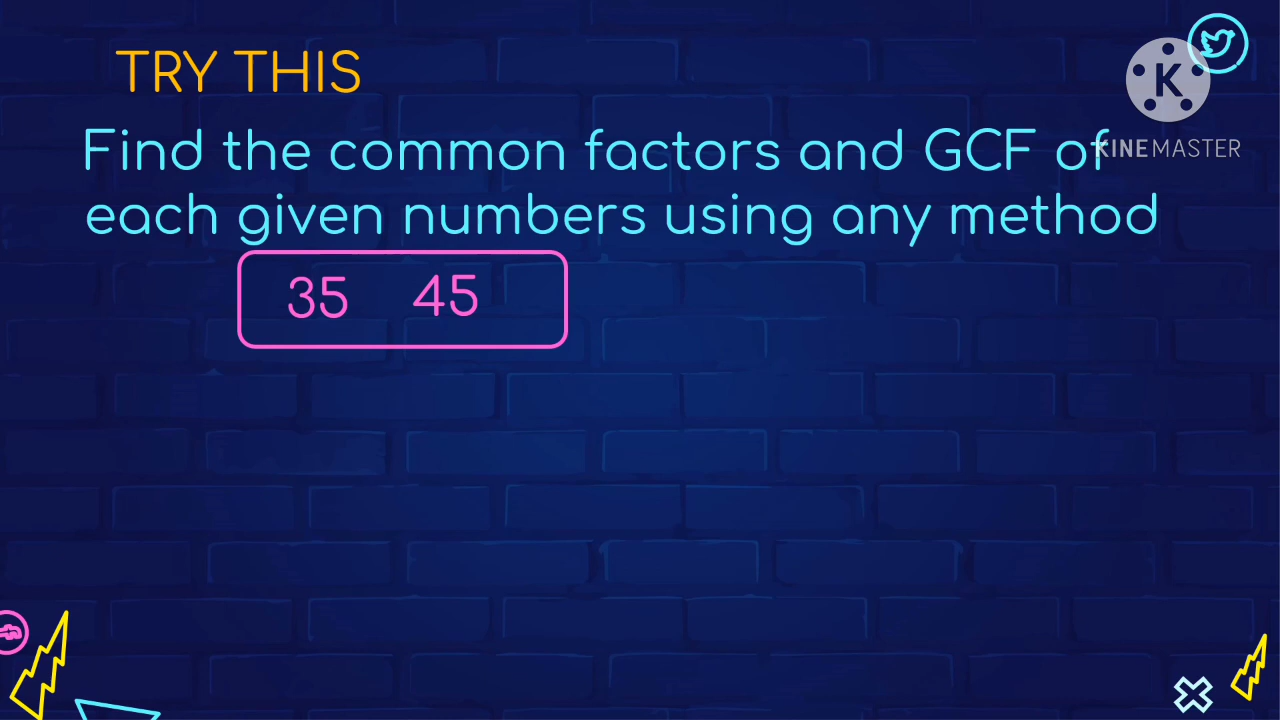 TRY THIS
Find the common factors and GCF of
each given numbers using any method
35 45
K
KINEMASTER